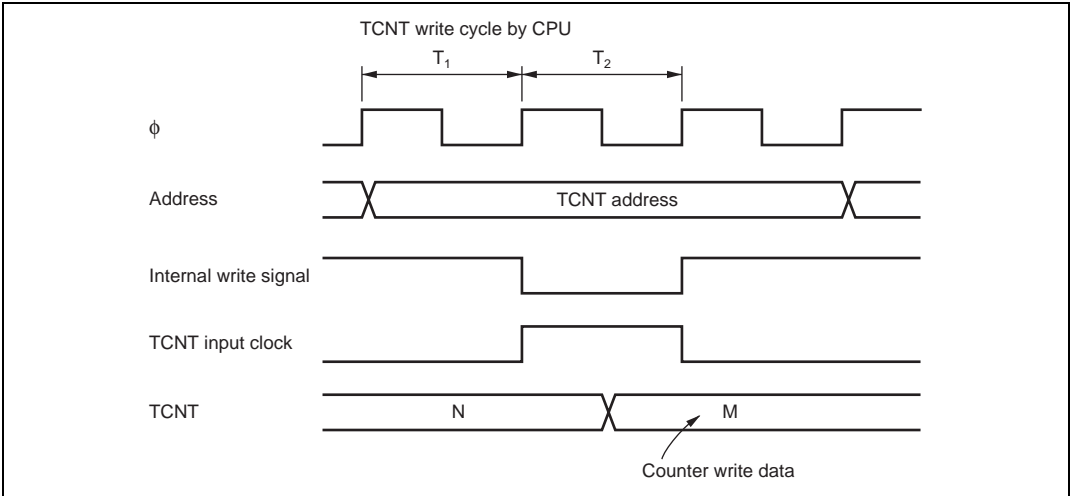 TCNT write cycle by CPU
T₁ T₂
ϕ
Address TCNT address
Internal write signal
TCNT input clock
TCNT N M
Counter write data